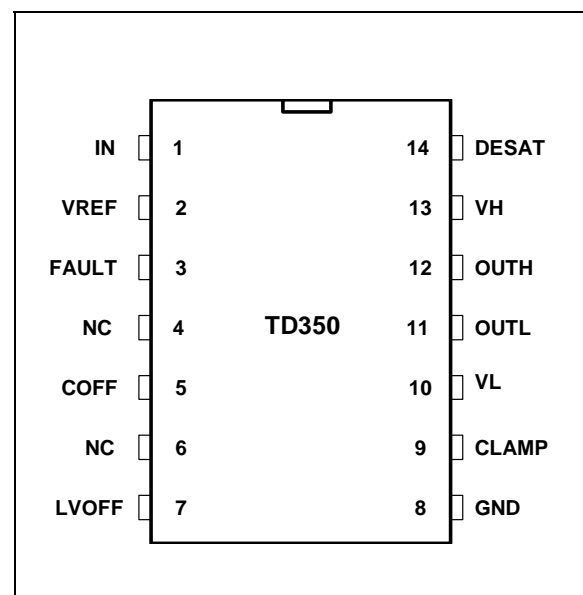 IN 1 14 DESAT
VREF 2 13 VH
FAULT 3 12 OUTH
NC 4 TD350 11 OUTL
COFF 5 10 VL
NC 6 9 CLAMP
LVOFF 7 8 GND